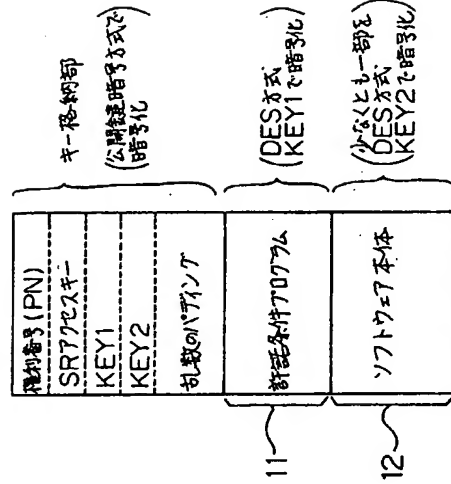 権利番号(PN)
SRアクセスキー
KEY1
KEY2
乱数のパディング
許諾条件プログラム
ソフトウェア本体
キー格納部
(公開鍵暗号方式で
暗号化)
(DES方式
KEY1で暗号化)
(少なくとも一部を
DES方式
KEY2で暗号化)
11
12